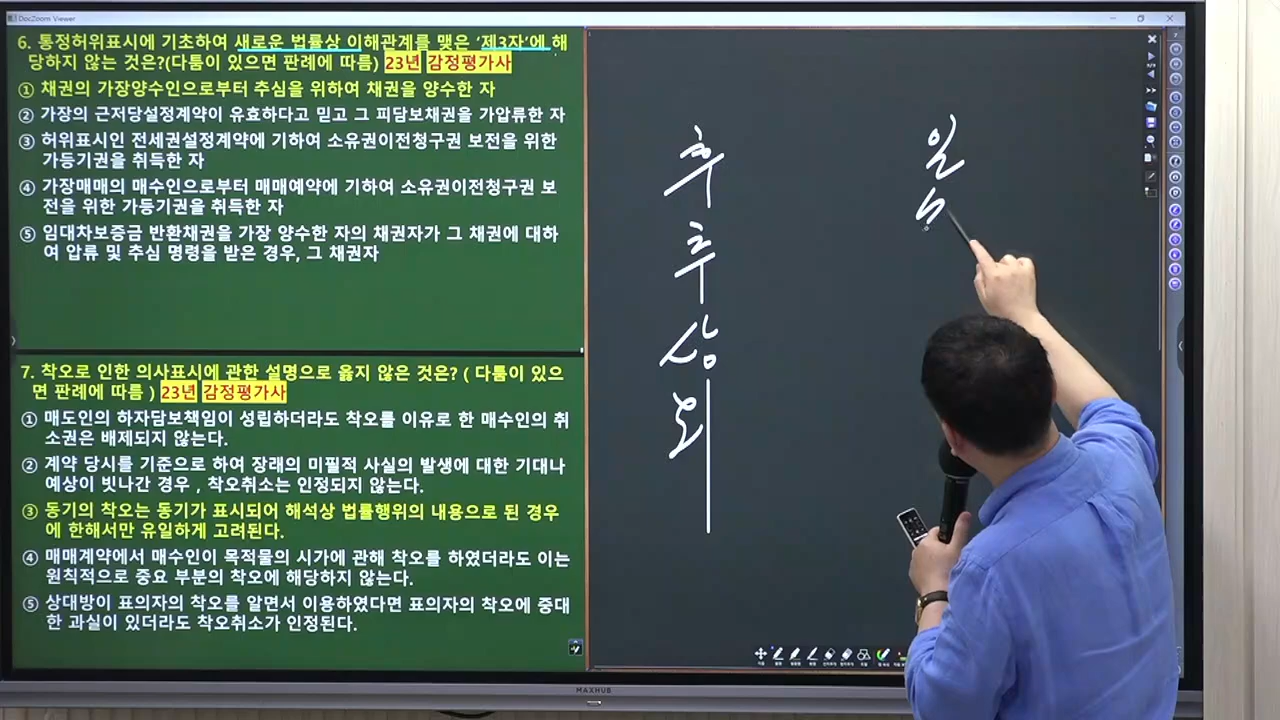 DocZoom Viewer
6. 통정허위표시에 기초하여 새로운 법률상 이해관계를 맺은 '제3자'에 해
당하지 않는 것은?(다툼이 있으면 판례에 따름) 23년 감정평가사
① 채권의 가장양수인으로부터 추심을 위하여 채권을 양수한 자
② 가장의 근저당설정계약이 유효하다고 믿고 그 피담보채권을 가압류한 자
③ 허위표시인 전세권설정계약에 기하여 소유권이전청구권 보전을 위한
가등기권을 취득한 자
④ 가장매매의 매수인으로부터 매매예약에 기하여 소유권이전청구권 보
전을 위한 가등기권을 취득한 자
⑤ 임대차보증금 반환채권을 가장 양수한 자의 채권자가 그 채권에 대하
여 압류 및 추심 명령을 받은 경우, 그 채권자
7. 착오로 인한 의사표시에 관한 설명으로 옳지 않은 것은? ( 다툼이 있으
면 판례에 따름 ) 23년 감정평가사
① 매도인의 하자담보책임이 성립하더라도 착오를 이유로 한 매수인의 취
소권은 배제되지 않는다.
② 계약 당시를 기준으로 하여 장래의 미필적 사실의 발생에 대한 기대나
예상이 빗나간 경우 , 착오취소는 인정되지 않는다.
③ 동기의 착오는 동기가 표시되어 해석상 법률행위의 내용으로 된 경우
에 한해서만 유일하게 고려된다.
④ 매매계약에서 매수인이 목적물의 시가에 관해 착오를 하였더라도 이는
원칙적으로 중요 부분의 착오에 해당하지 않는다.
⑤ 상대방이 표의자의 착오를 알면서 이용하였다면 표의자의 착오에 중대
한 과실이 있더라도 착오취소가 인정된다.
추
추
상
일
MAXHUB